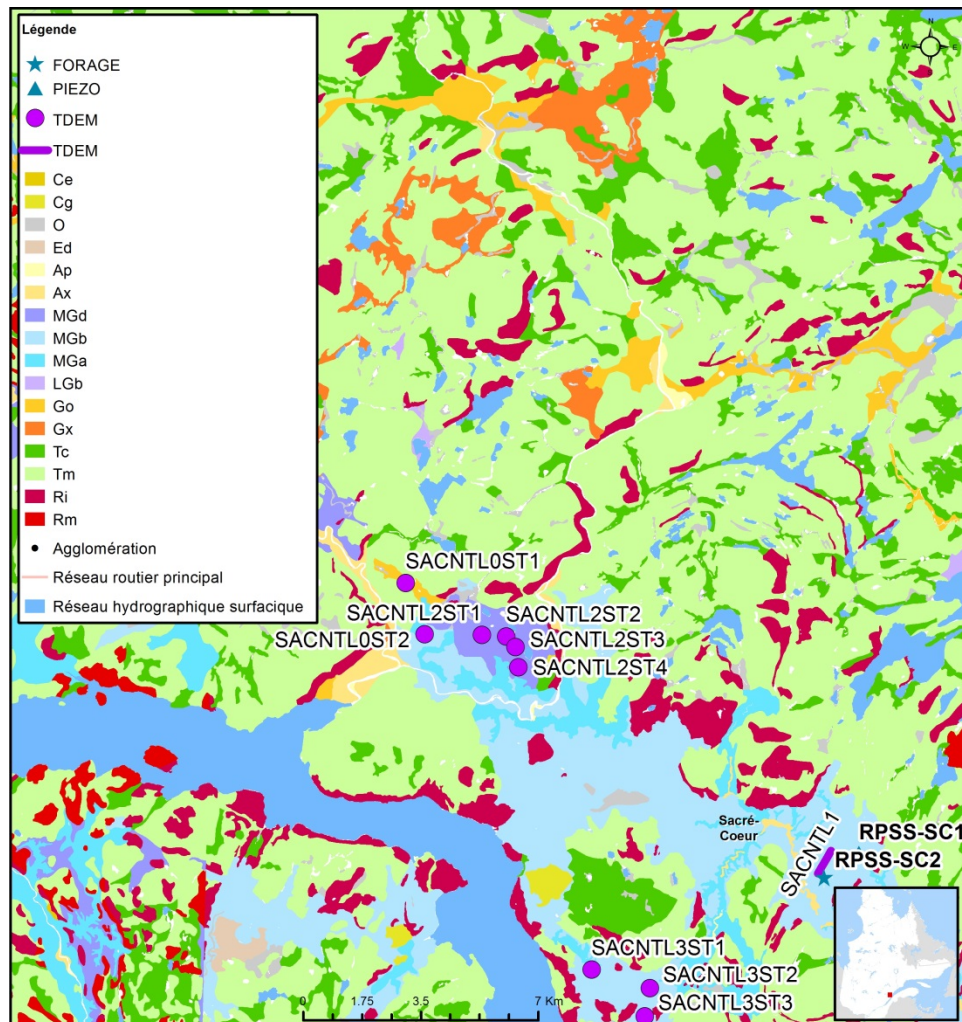 Légende
FORAGE
PIEZO
TDEM
TDEM
Ce
Cg
O
Ed
Ap
Ax
MGd
MGb
MGa
LGb
Go
Gx
Tc
Tm
Ri
Rm
Agglomération
Réseau routier principal
Réseau hydrographique surfacique
N
W E
S
SACNTL0ST1
SACNTL2ST1 SACNTL2ST2
SACNTL0ST2 SACNTL2ST3
SACNTL2ST4
Sacré-
Coeur
SACNTL1
RPSS-SC1
RPSS-SC2
SACNTL3ST1
SACNTL3ST2
SACNTL3ST3
0 1.75 3.5 7 Km